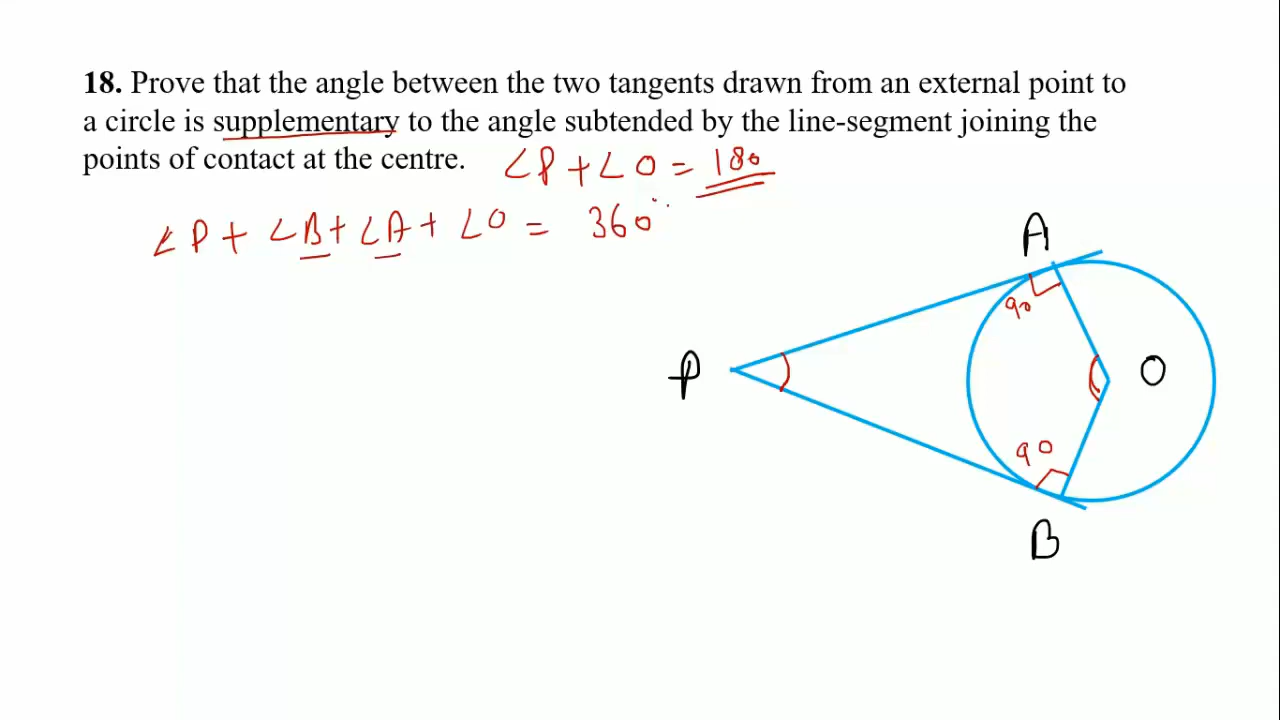 18. Prove that the angle between the two tangents drawn from an external point to
a circle is supplementary to the angle subtended by the line-segment joining the
points of contact at the centre.
∠P + ∠O = 180
∠P + ∠B + ∠A + ∠O = 360°
A
90
P
O
90
B